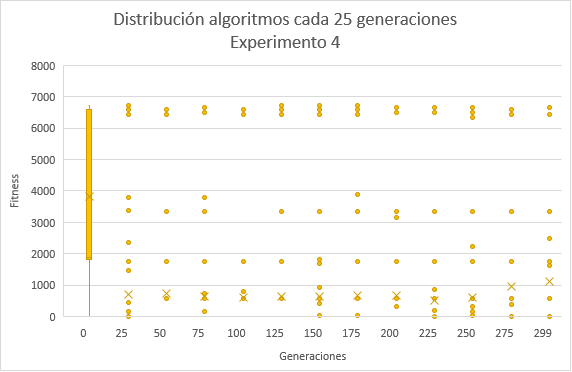 Distribución algoritmos cada 25 generaciones
Experimento 4
8000
7000
6000
5000
4000
3000
2000
1000
0
Fitness
0 25 50 75 100 125 150 175 200 225 250 275 299
Generaciones